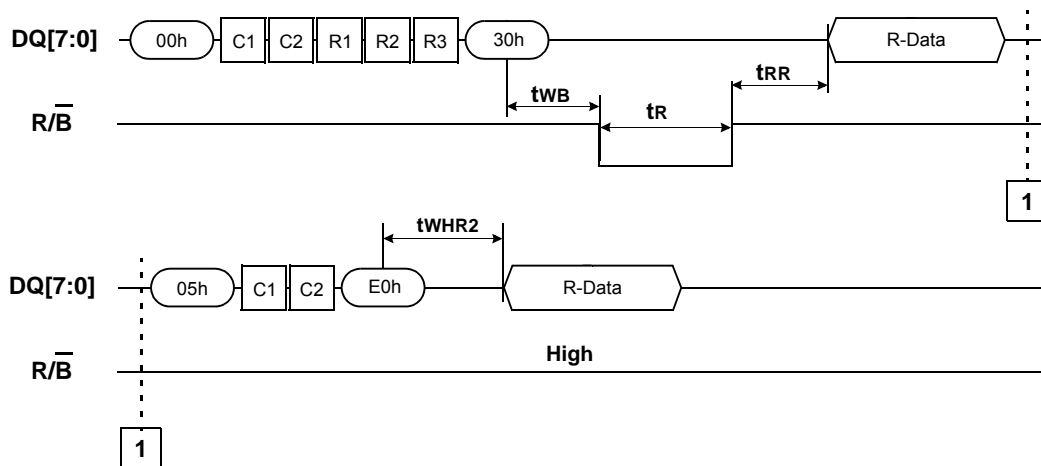 DQ[7:0] 00h C1 C2 R1 R2 R3 30h R-Data
tWB tR tRR
R/B̅
1
tWHR2
DQ[7:0] 05h C1 C2 E0h R-Data
High
R/B̅
1